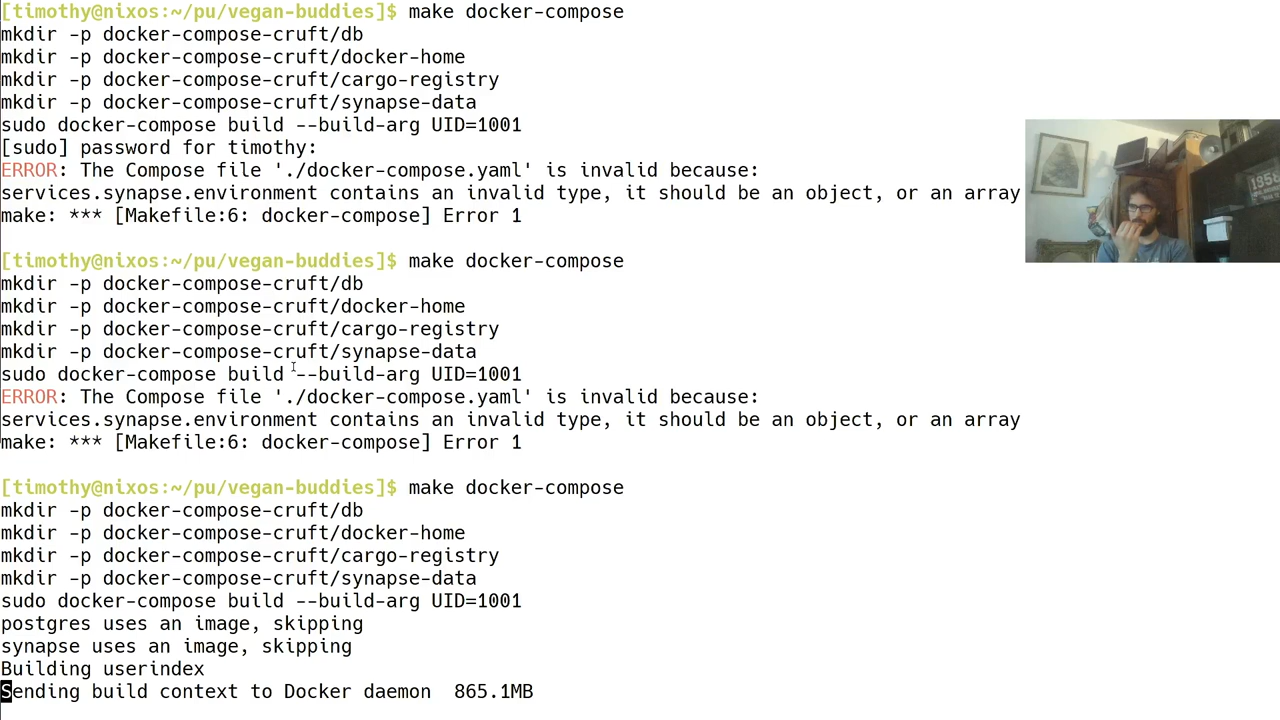 [timothy@nixos:~/pu/vegan-buddies]$ make docker-compose
mkdir -p docker-compose-cruft/db
mkdir -p docker-compose-cruft/docker-home
mkdir -p docker-compose-cruft/cargo-registry
mkdir -p docker-compose-cruft/synapse-data
sudo docker-compose build --build-arg UID=1001
[sudo] password for timothy:
ERROR: The Compose file './docker-compose.yaml' is invalid because:
services.synapse.environment contains an invalid type, it should be an object, or an array
make: *** [Makefile:6: docker-compose] Error 1
[timothy@nixos:~/pu/vegan-buddies]$ make docker-compose
mkdir -p docker-compose-cruft/db
mkdir -p docker-compose-cruft/docker-home
mkdir -p docker-compose-cruft/cargo-registry
mkdir -p docker-compose-cruft/synapse-data
sudo docker-compose build --build-arg UID=1001
ERROR: The Compose file './docker-compose.yaml' is invalid because:
services.synapse.environment contains an invalid type, it should be an object, or an array
make: *** [Makefile:6: docker-compose] Error 1
[timothy@nixos:~/pu/vegan-buddies]$ make docker-compose
mkdir -p docker-compose-cruft/db
mkdir -p docker-compose-cruft/docker-home
mkdir -p docker-compose-cruft/cargo-registry
mkdir -p docker-compose-cruft/synapse-data
sudo docker-compose build --build-arg UID=1001
postgres uses an image, skipping
synapse uses an image, skipping
Building userindex
Sending build context to Docker daemon  865.1MB